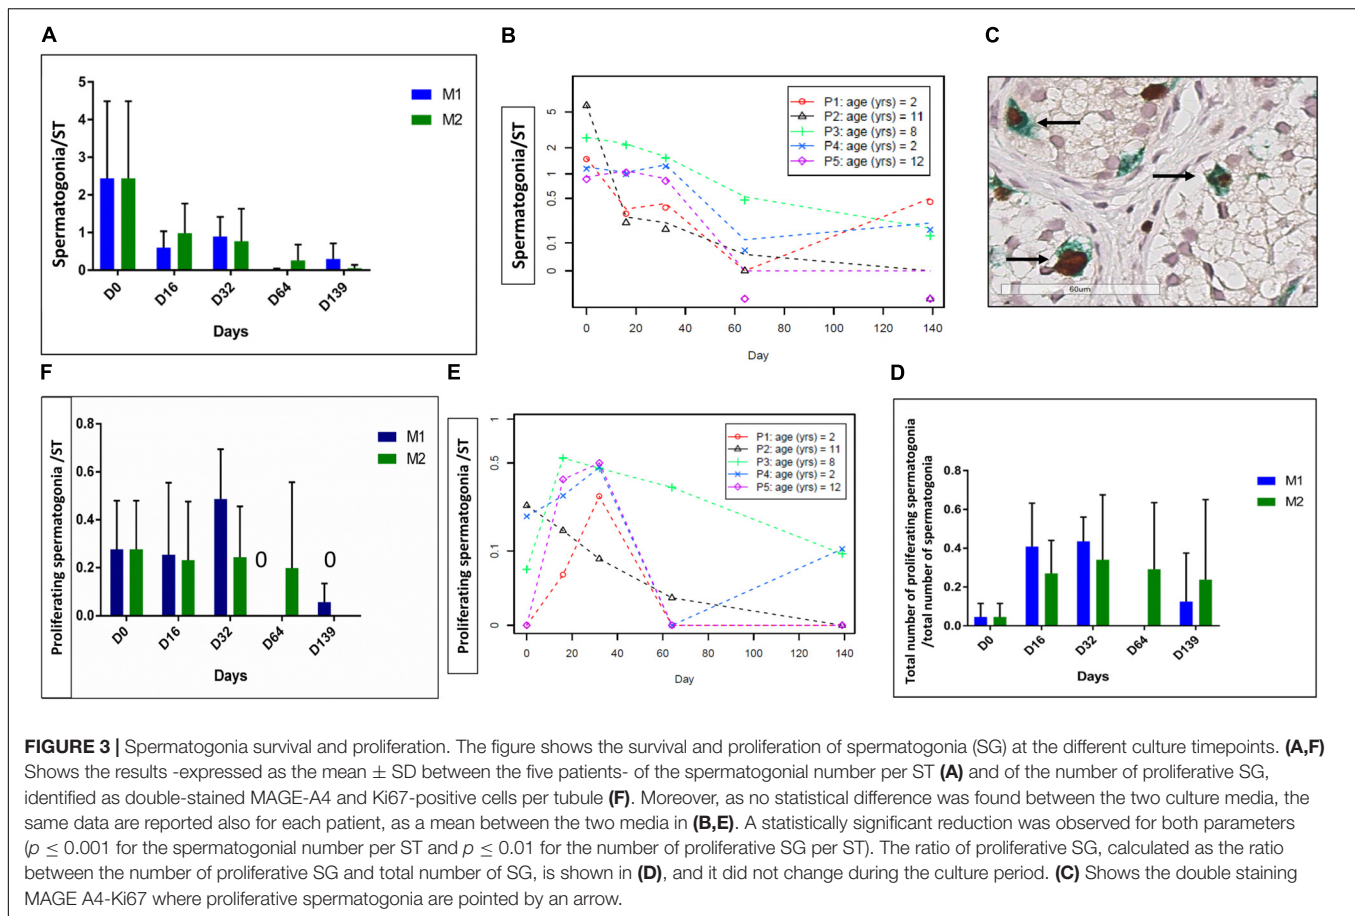 A
Spermatogonia/ST
5
4
3
2
1
0
M1
M2
D0 D16 D32 D64 D139
Days
B
Spermatogonia/ST
5
2
1
0.5
0.1
0
P1: age (yrs) = 2
P2: age (yrs) = 11
P3: age (yrs) = 8
P4: age (yrs) = 2
P5: age (yrs) = 12
0 20 40 60 80 100 120 140
Day
C
60um
F
Proliferating spermatogonia /ST
0.8
0.6
0.4
0.2
0.0
M1
M2
0 0
D0 D16 D32 D64 D139
Days
E
Proliferating spermatogonia /ST
1
0.5
0.1
0
P1: age (yrs) = 2
P2: age (yrs) = 11
P3: age (yrs) = 8
P4: age (yrs) = 2
P5: age (yrs) = 12
0 20 40 60 80 100 120 140
Day
D
Total number of proliferating spermatogonia
/total number of spermatogonia
0.8
0.6
0.4
0.2
0.0
M1
M2
D0 D16 D32 D64 D139
Days
FIGURE 3 | Spermatogonia survival and proliferation. The figure shows the survival and proliferation of spermatogonia (SG) at the different culture timepoints. (A,F)
Shows the results -expressed as the mean ± SD between the five patients- of the spermatogonial number per ST (A) and of the number of proliferative SG,
identified as double-stained MAGE-A4 and Ki67-positive cells per tubule (F). Moreover, as no statistical difference was found between the two culture media, the
same data are reported also for each patient, as a mean between the two media in (B,E). A statistically significant reduction was observed for both parameters
(p ≤ 0.001 for the spermatogonial number per ST and p ≤ 0.01 for the number of proliferative SG per ST). The ratio of proliferative SG, calculated as the ratio
between the number of proliferative SG and total number of SG, is shown in (D), and it did not change during the culture period. (C) Shows the double staining
MAGE A4-Ki67 where proliferative spermatogonia are pointed by an arrow.